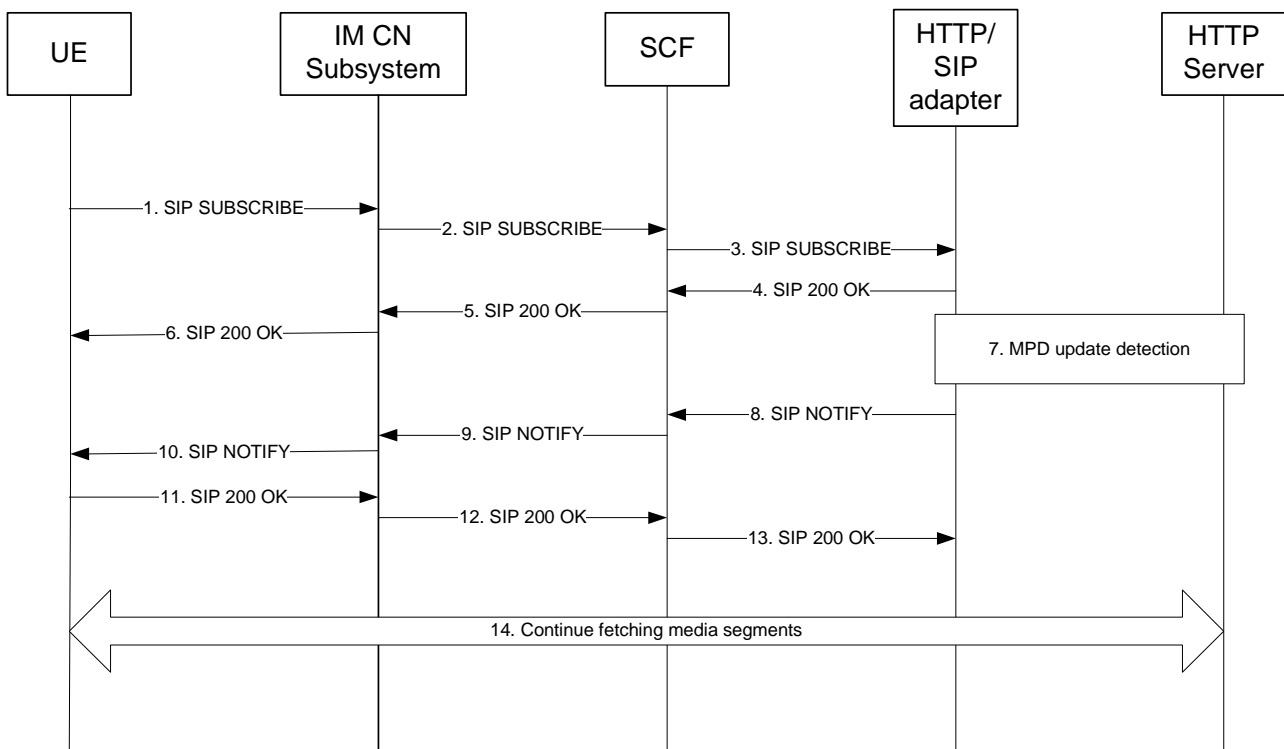 UE
IM CN
Subsystem
SCF
HTTP/
SIP
adapter
HTTP
Server
1. SIP SUBSCRIBE
2. SIP SUBSCRIBE
3. SIP SUBSCRIBE
4. SIP 200 OK
5. SIP 200 OK
6. SIP 200 OK
7. MPD update detection
8. SIP NOTIFY
9. SIP NOTIFY
10. SIP NOTIFY
11. SIP 200 OK
12. SIP 200 OK
13. SIP 200 OK
14. Continue fetching media segments